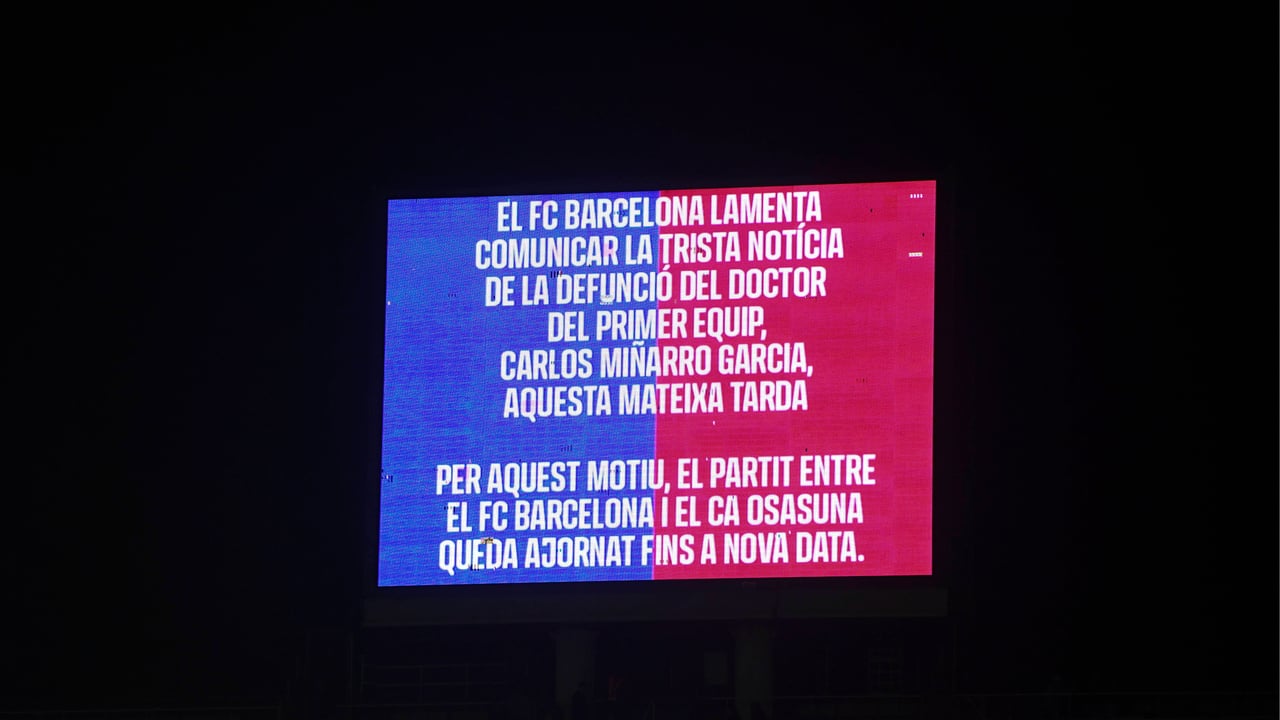 EL FC BARCELONA LAMENTA
COMUNICAR LA TRISTA NOTÍCIA
DE LA DEFUNCIÓ DEL DOCTOR
DEL PRIMER EQUIP,
CARLOS MIÑARRO GARCIA,
AQUESTA MATEIXA TARDA
PER AQUEST MOTIU, EL PARTIT ENTRE
EL FC BARCELONA I EL CA OSASUNA
QUEDA AJORNAT FINS A NOVA DATA.